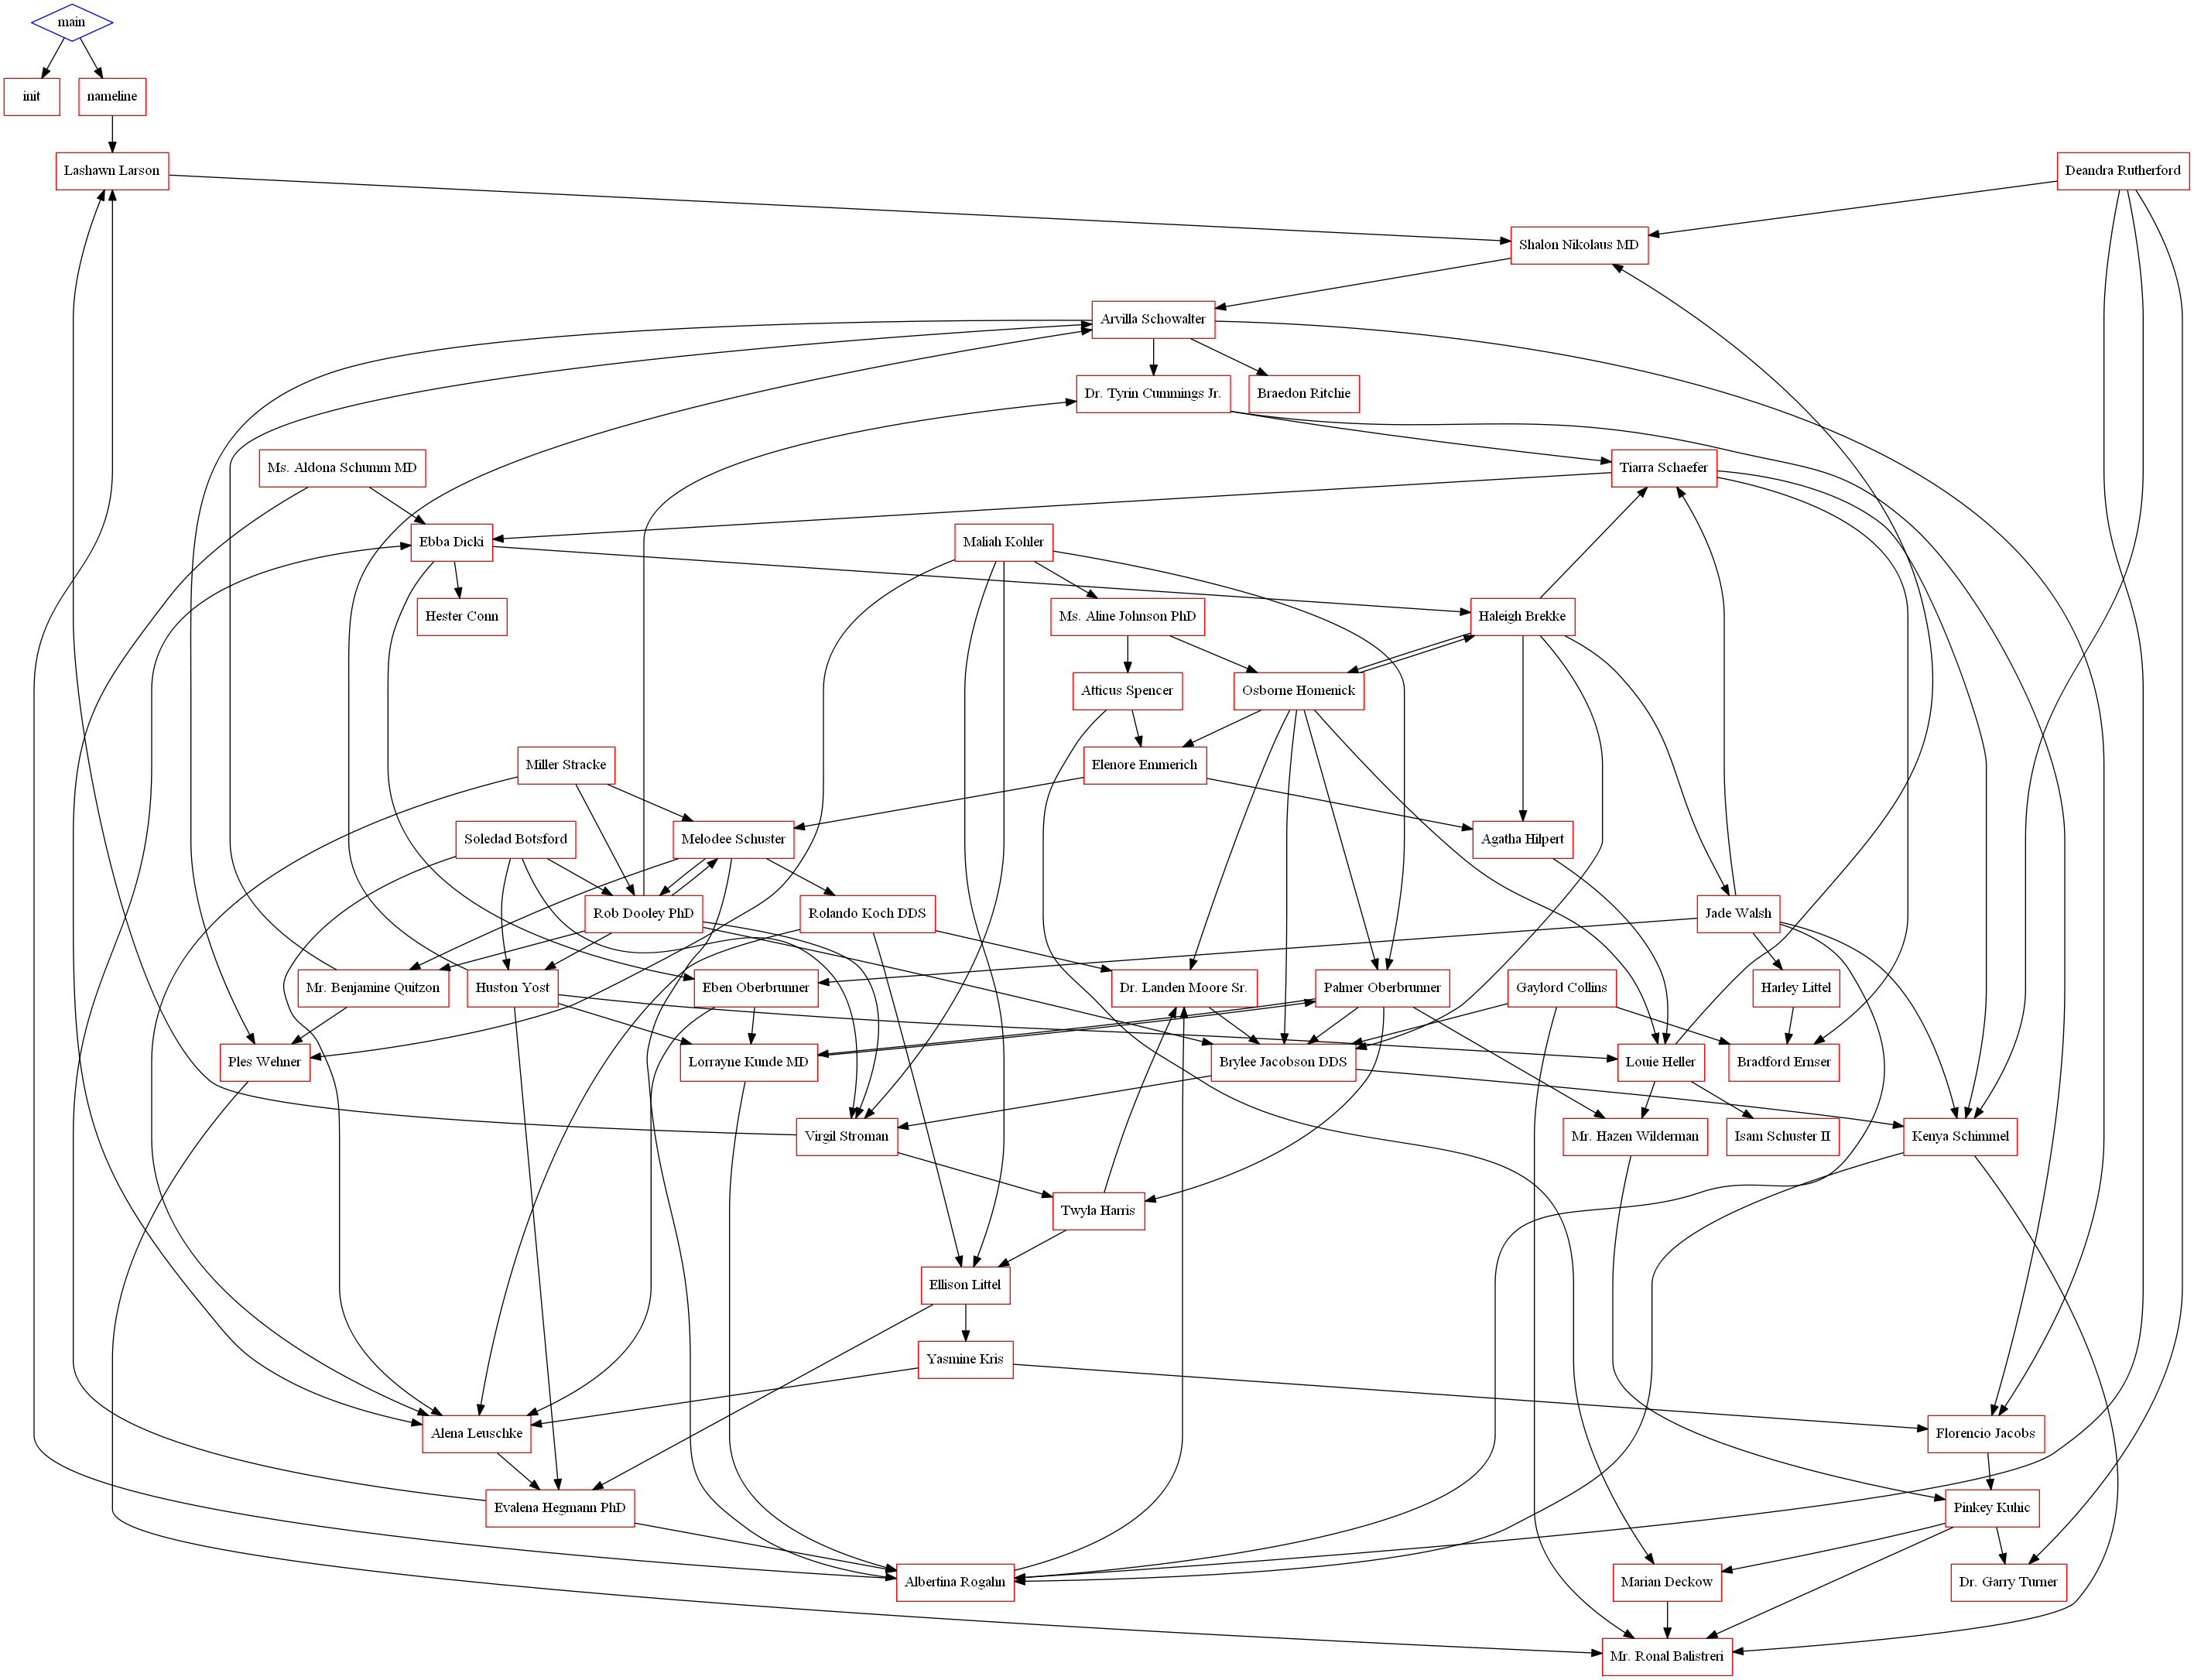 main
init
nameline
Lashawn Larson
Deandra Rutherford
Shalon Nikolaus MD
Arvilla Schowalter
Dr. Tyrin Cummings Jr.
Braedon Ritchie
Ms. Aldona Schumm MD
Tiarra Schaefer
Ebba Dicki
Maliah Kohler
Hester Conn
Ms. Aline Johnson PhD
Haleigh Brekke
Atticus Spencer
Osborne Homenick
Miller Stracke
Elenore Emmerich
Soledad Botsford
Melodee Schuster
Agatha Hilpert
Rob Dooley PhD
Rolando Koch DDS
Jade Walsh
Mr. Benjamine Quitzon
Huston Yost
Eben Oberbrunner
Dr. Landen Moore Sr.
Palmer Oberbrunner
Gaylord Collins
Harley Littel
Ples Wehner
Lorrayne Kunde MD
Brylee Jacobson DDS
Louie Heller
Bradford Ernser
Virgil Stroman
Mr. Hazen Wilderman
Isam Schuster II
Kenya Schimmel
Twyla Harris
Ellison Littel
Yasmine Kris
Alena Leuschke
Florencio Jacobs
Evalena Hegmann PhD
Pinkey Kuhic
Albertina Rogahn
Marian Deckow
Dr. Garry Turner
Mr. Ronal Balistreri